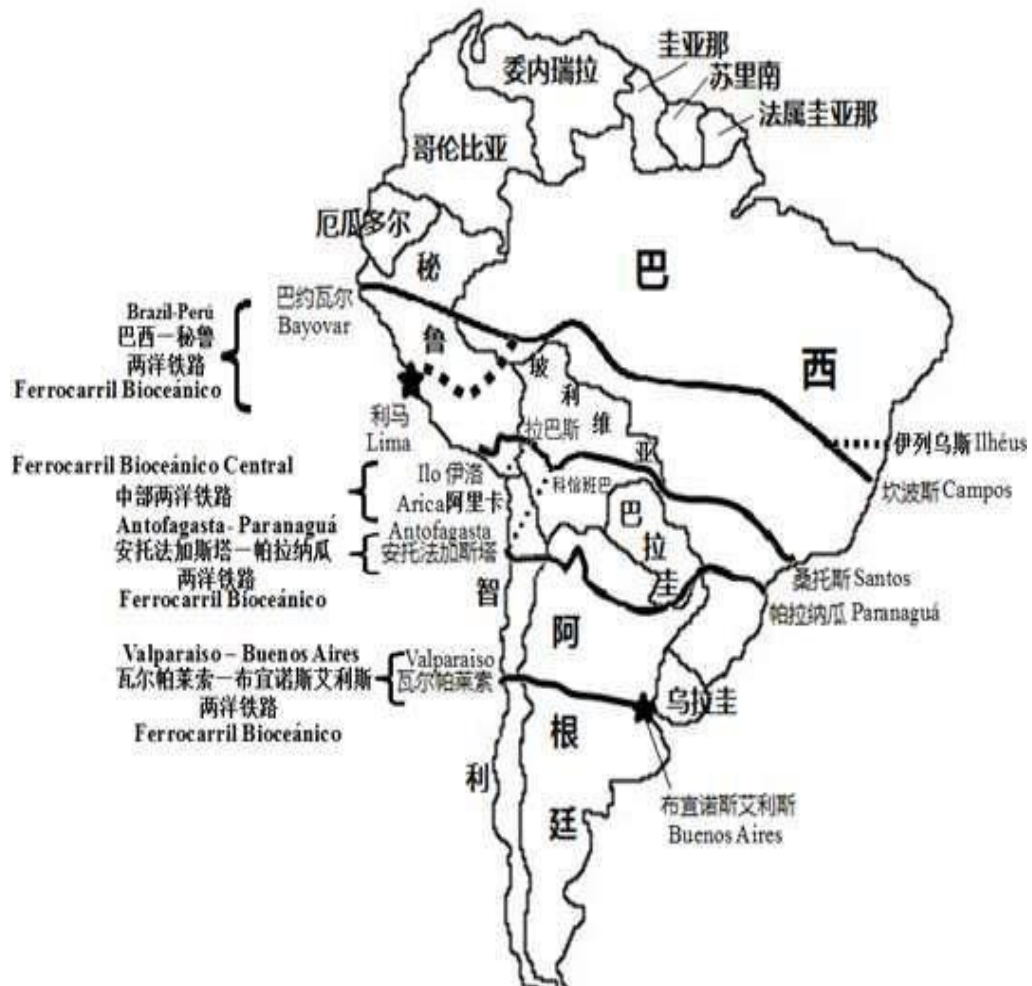 圭亚那
委内瑞拉
苏里南
法属圭亚那
哥伦比亚
厄瓜多尔
秘
鲁
巴
西
巴约瓦尔
Bayovar
Brazil-Perú
巴西－秘鲁
两洋铁路
Ferrocarril Bioceánico
玻
利
维
亚
利马
Lima
拉巴斯
伊列乌斯 Ilhéus
坎波斯 Campos
Ferrocarril Bioceánico Central
中部两洋铁路
Ilo 伊洛
Arica阿里卡
科恰班巴
巴
拉
圭
Antofagasta - Paranaguá
安托法加斯塔－帕拉纳瓜
两洋铁路
Ferrocarril Bioceánico
Antofagasta
安托法加斯塔
桑托斯 Santos
帕拉纳瓜 Paranaguá
智
利
阿
根
廷
Valparaiso – Buenos Aires
瓦尔帕莱索－布宜诺斯艾利斯
两洋铁路
Ferrocarril Bioceánico
Valparaiso
瓦尔帕莱索
乌拉圭
布宜诺斯艾利斯
Buenos Aires